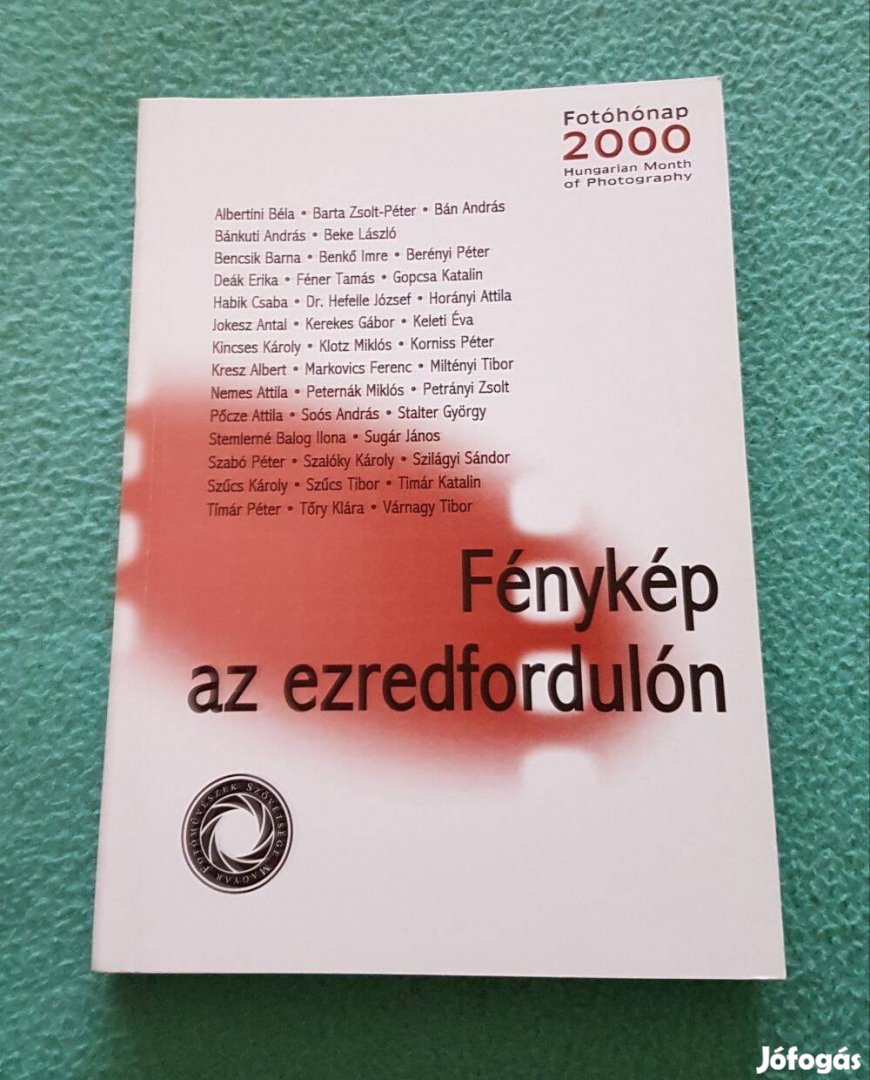 Fotóhónap
2000
Hungarian Month
of Photography
Albertini Béla • Barta Zsolt-Péter • Bán András
Bánkuti András • Beke László
Bencsik Barna • Benkő Imre • Berényi Péter
Deák Erika • Féner Tamás • Gopcsa Katalin
Habik Csaba • Dr. Hefelle József • Horányi Attila
Jokesz Antal • Kerekes Gábor • Keleti Éva
Kincses Károly • Klotz Miklós • Korniss Péter
Kresz Albert • Markovics Ferenc • Miltényi Tibor
Nemes Attila • Peternák Miklós • Petrányi Zsolt
Pőcze Attila • Soós András • Stalter György
Stemlerné Balog Ilona • Sugár János
Szabó Péter • Szalóky Károly • Szilágyi Sándor
Szűcs Károly • Szűcs Tibor • Timár Katalin
Tímár Péter • Tőry Klára • Várnagy Tibor
Fénykép
az ezredfordulón
MAGYAR FOTÓMŰVÉSZEK SZÖVETSÉGE
Jófogás